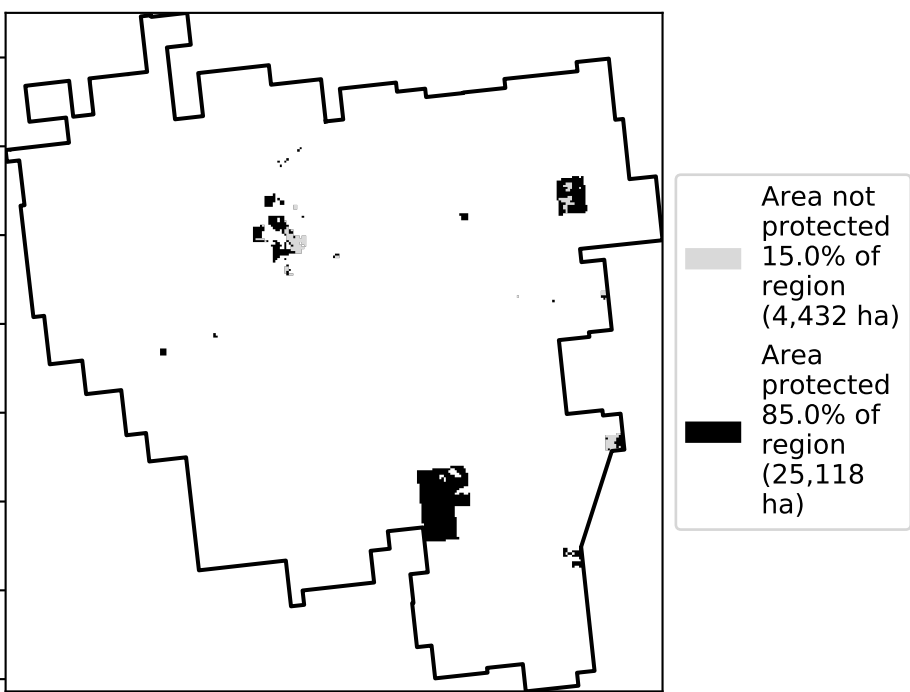 Area not
protected
15.0% of
region
(4,432 ha)
Area
protected
85.0% of
region
(25,118
ha)